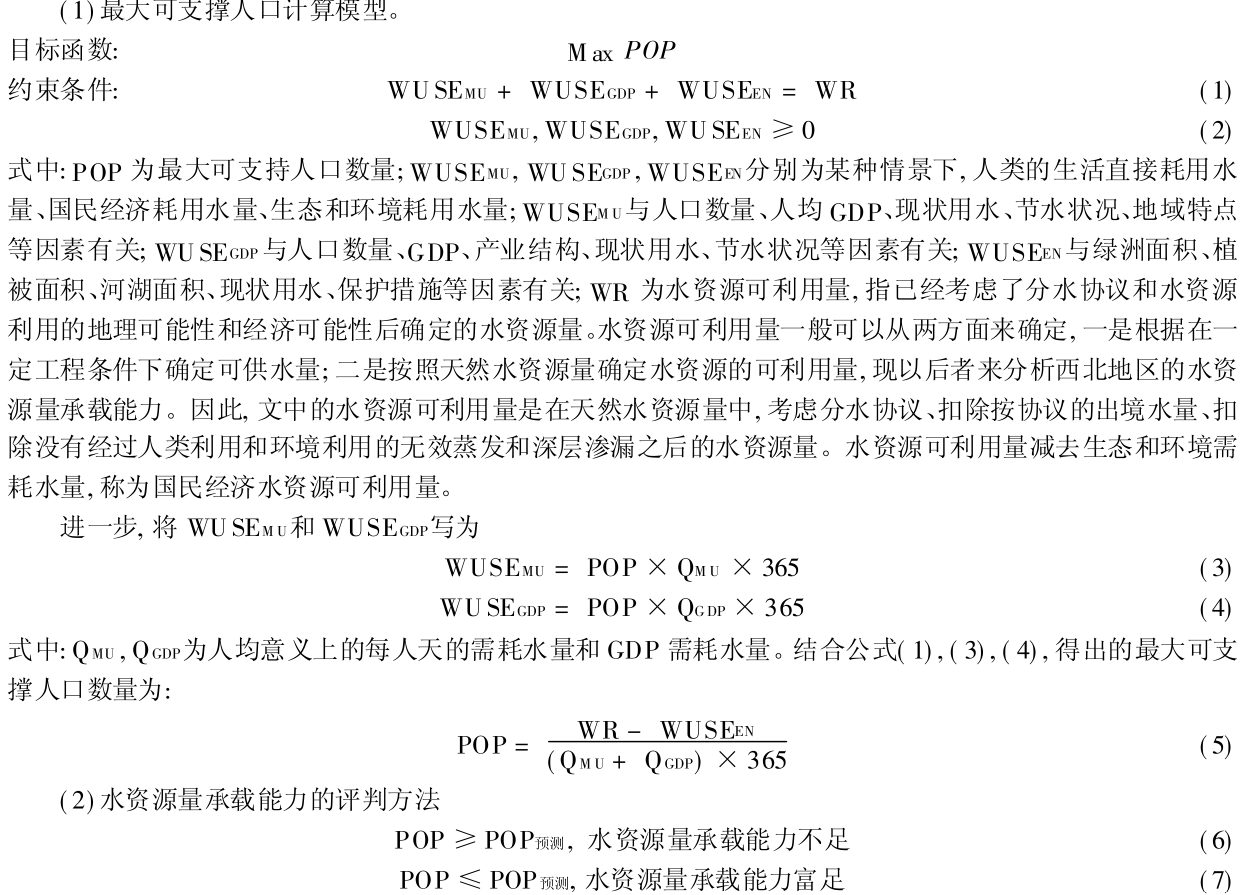 (1)最大可支撑人口计算模型。
目标函数: Max POP
约束条件: WUSEMU + WUSEGDP + WUSEEN = WR (1)
WUSEMU, WUSEGDP, WUSEEN ≥ 0 (2)
式中: POP 为最大可支持人口数量; WUSEMU, WUSEGDP, WUSEEN分别为某种情景下, 人类的生活直接耗用水
量、国民经济耗用水量、生态和环境耗用水量; WUSEMU与人口数量、人均 GDP、现状用水、节水状况、地域特点
等因素有关; WUSEGDP与人口数量、GDP、产业结构、现状用水、节水状况等因素有关; WUSEEN与绿洲面积、植
被面积、河湖面积、现状用水、保护措施等因素有关; WR 为水资源可利用量, 指已经考虑了分水协议和水资源
利用的地理可能性和经济可能性后确定的水资源量。水资源可利用量一般可以从两方面来确定, 一是根据在一
定工程条件下确定可供水量; 二是按照天然水资源量确定水资源的可利用量, 现以后者来分析西北地区的水资
源量承载能力。因此, 文中的水资源可利用量是在天然水资源量中, 考虑分水协议、扣除按协议的出境水量、扣
除没有经过人类利用和环境利用的无效蒸发和深层渗漏之后的水资源量。水资源可利用量减去生态和环境需
耗水量, 称为国民经济水资源可利用量。
进一步, 将 WUSEMU和 WUSEGDP写为
WUSEMU = POP × QMU × 365 (3)
WUSEGDP = POP × QGDP × 365 (4)
式中: QMU, QGDP为人均意义上的每人天的需耗水量和 GDP 需耗水量。结合公式(1), (3), (4), 得出的最大可支
撑人口数量为:
POP = (WR − WUSEEN) / ((QMU + QGDP) × 365) (5)
(2)水资源量承载能力的评判方法
POP ≥ POP预测, 水资源量承载能力不足 (6)
POP ≤ POP预测, 水资源量承载能力富足 (7)